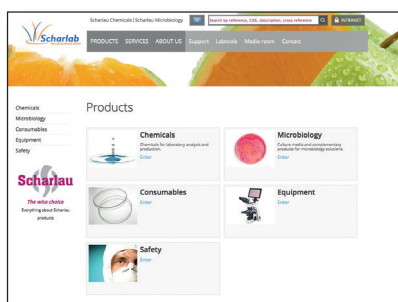 Scharlau Chemicals | Scharlau Microbiology
Search by reference, CAS, description, cross reference
INTRANET
Scharlab
PRODUCTS SERVICES ABOUT US Support Labtools Media room Contact
Chemicals
Microbiology
Consumables
Equipment
Safety
Scharlau
The wise choice
Everything about Scharlau
products
Products
Chemicals
Chemicals for laboratory analysis and
production.
Enter
Microbiology
Culture media and complementary
products for microbiology solutions.
Enter
Consumables
Enter
Equipment
Enter
Safety
Enter